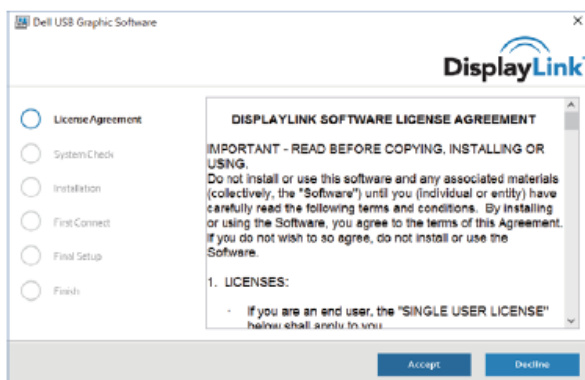 Dell USB Graphic Software
DisplayLink
License Agreement
System Check
Installation
First Connect
Final Setup
Finish
DISPLAYLINK SOFTWARE LICENSE AGREEMENT
IMPORTANT - READ BEFORE COPYING, INSTALLING OR
USING.
Do not install or use this software and any associated materials
(collectively, the "Software") until you (individual or entity) have
carefully read the following terms and conditions. By installing
or using the Software, you agree to the terms of this Agreement.
If you do not wish to so agree, do not install or use the
Software.
1. LICENSES:
· If you are an end user, the "SINGLE USER LICENSE"
below shall apply to you
Accept
Decline